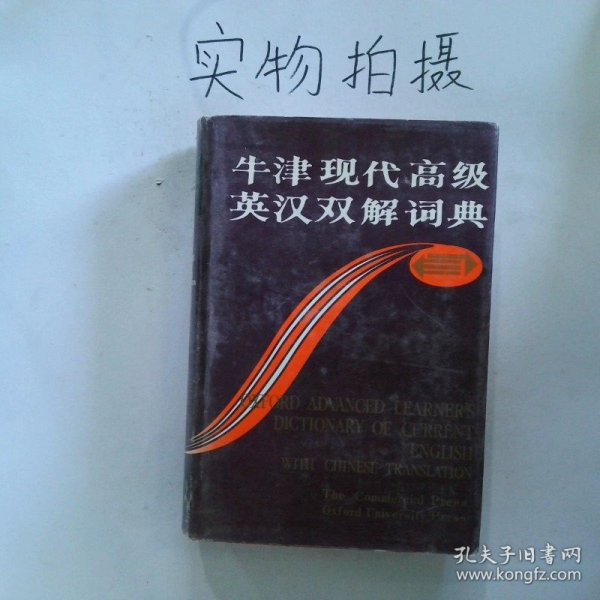 实物拍摄
牛津现代高级
英汉双解词典
OXFORD ADVANCED LEARNER'S
DICTIONARY OF CURRENT
ENGLISH
WITH CHINESE TRANSLATION
The Commercial Press
Oxford University Press
孔夫子旧书网
www.kongfz.com